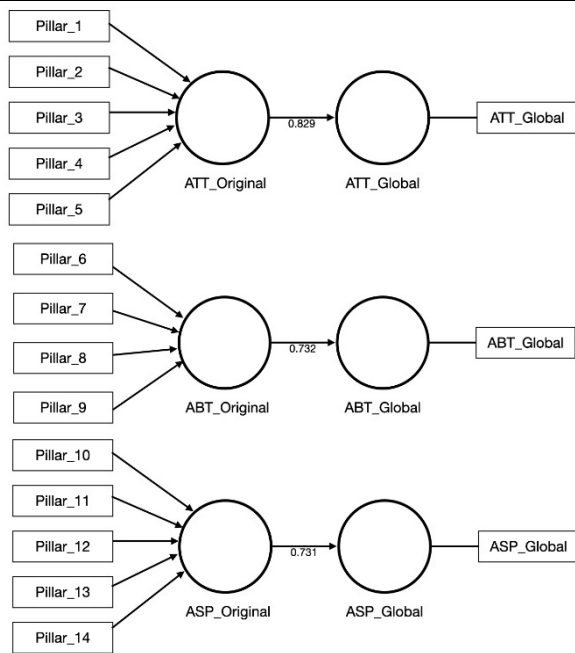 Pillar_1
Pillar_2
Pillar_3
Pillar_4
Pillar_5
ATT_Original
0.829
ATT_Global
ATT_Global
Pillar_6
Pillar_7
Pillar_8
Pillar_9
ABT_Original
0.732
ABT_Global
ABT_Global
Pillar_10
Pillar_11
Pillar_12
Pillar_13
Pillar_14
ASP_Original
0.731
ASP_Global
ASP_Global